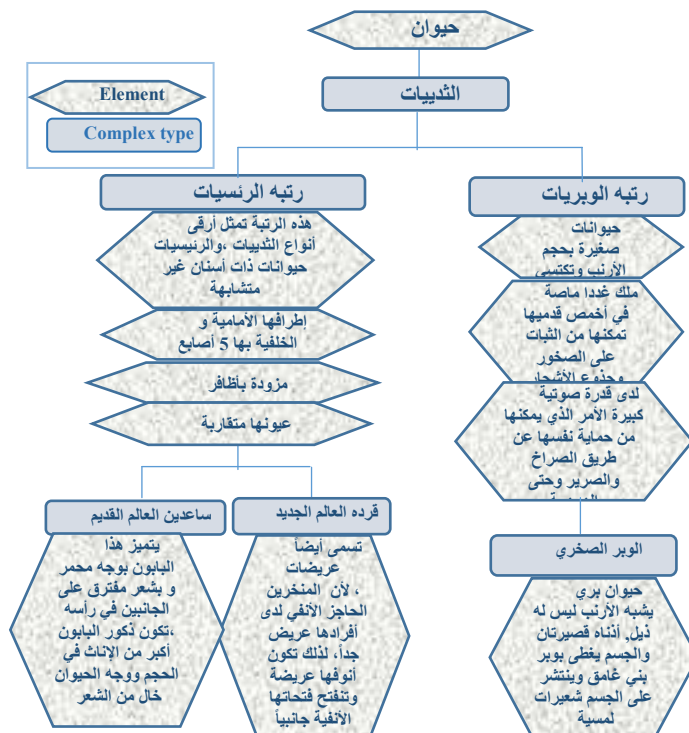 حيوان
الثدييات
Element
Complex type
رتبه الرئسيات
هذه الرتبة تمثل أرقى
أنواع الثدييات ،والرئيسيات
حيوانات ذات أسنان غير
متشابهة
إطرافها الأمامية و
الخلفية بها 5 أصابع
مزودة بأظافر
عيونها متقاربة
رتبه الوبريات
حيوانات
صغيرة بحجم
الأرنب وتكتسي
ملك غددا ماصة
في أخمص قدميها
تمكنها من الثبات
على الصخور
وجذوع الأشجار
لدى قدرة صوتية
كبيرة الأمر الذي يمكنها
من حماية نفسها عن
طريق الصراخ
والصرير وحتى
ساعدين العالم القديم
يتميز هذا
البابون بوجه محمر
و بشعر مفترق على
الجانبين في رأسه
،تكون ذكور البابون
أكبر من الإناث في
الحجم ووجه الحيوان
خال من الشعر
قرده العالم الجديد
تسمى أيضاً
عريضات
، لأن المنخرين
الحاجز الأنفي لدى
أفرادها عريض
جداً، لذلك تكون
أنوفها عريضة
وتنفتح فتحاتها
الأنفية جانبياً
الوبر الصخري
حيوان بري
يشبه الأرنب ليس له
ذيل, أذناه قصيرتان
والجسم يغطى بوبر
بني غامق وينتشر
على الجسم شعيرات
لمسية